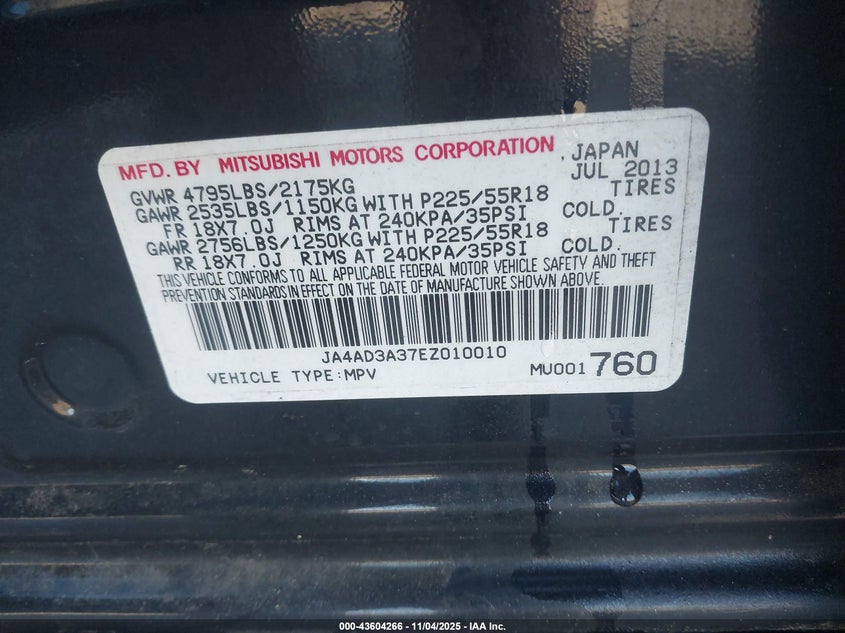 MFD. BY MITSUBISHI MOTORS CORPORATION, JAPAN
GVWR 4795LBS/2175KG JUL 2013
GAWR 2535LBS/1150KG WITH P225/55R18 TIRES
FR 18X7.0J RIMS AT 240KPA/35PSI COLD.
GAWR 2756LBS/1250KG WITH P225/55R18 TIRES
RR 18X7.0J RIMS AT 240KPA/35PSI COLD.
THIS VEHICLE CONFORMS TO ALL APPLICABLE FEDERAL MOTOR VEHICLE SAFETY AND THEFT
PREVENTION STANDARDS IN EFFECT ON THE DATE OF MANUFACTURE SHOWN ABOVE.
JA4AD3A37EZ010010
VEHICLE TYPE:MPV MU001 760
000-43604266 - 11/04/2025 - IAA Inc.